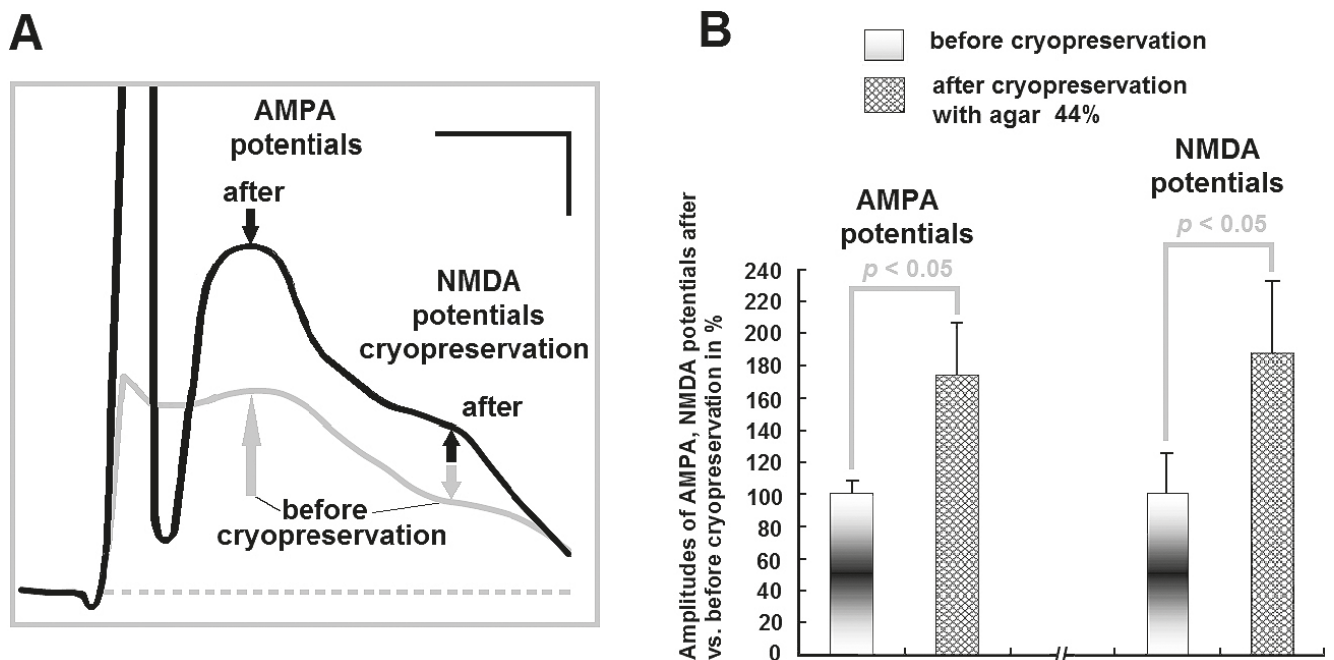 A
AMPA
potentials
after
NMDA
potentials
cryopreservation
after
before
cryopreservation
B
before cryopreservation
after cryopreservation
with agar 44%
NMDA
potentials
p < 0.05
AMPA
potentials
p < 0.05
Amplitudes of AMPA, NMDA potentials after
vs. before cryopreservation in %
240
220
200
180
160
140
120
100
80
60
40
20
0